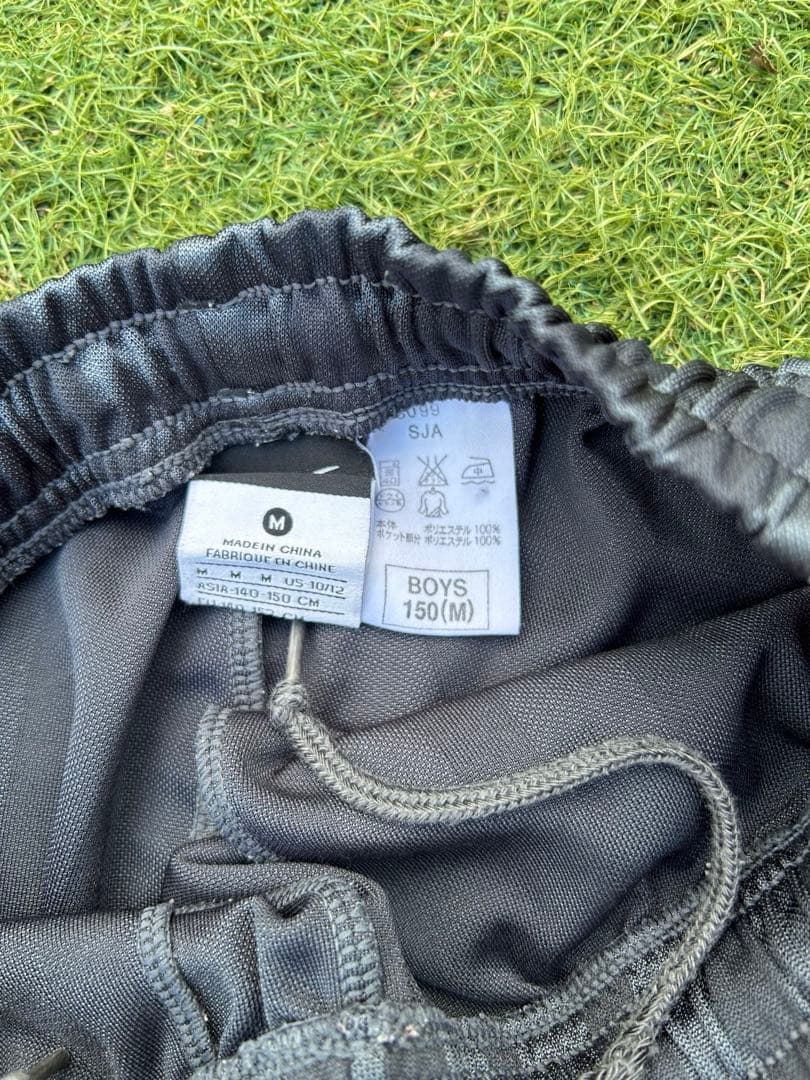 SJA
中
本体 ポリエステル 100%
ポケット部分 ポリエステル 100%
BOYS
150(M)
M
MADE IN CHINA
FABRIQUE EN CHINE
M M M US-10/12
ASIA-140-150 CM